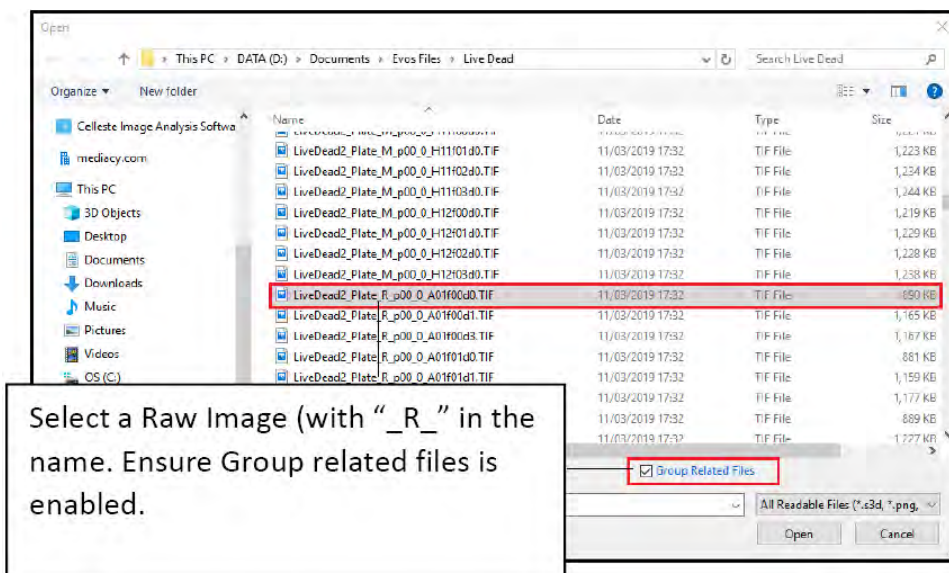 Open
This PC › DATA (D:) › Documents › Evos Files › Live Dead
Search Live Dead
Organize
New folder
Name
Date
Type
Size
Celleste Image Analysis Softwa
mediacy.com
This PC
3D Objects
Desktop
Documents
Downloads
Music
Pictures
Videos
OS (C:)
LiveDead2_Plate_M_p00_0_H11f01d0.TIF 11/03/2019 17:32 TIF File 1,223 KB
LiveDead2_Plate_M_p00_0_H11f02d0.TIF 11/03/2019 17:32 TIF File 1,234 KB
LiveDead2_Plate_M_p00_0_H11f03d0.TIF 11/03/2019 17:32 TIF File 1,244 KB
LiveDead2_Plate_M_p00_0_H12f00d0.TIF 11/03/2019 17:32 TIF File 1,219 KB
LiveDead2_Plate_M_p00_0_H12f01d0.TIF 11/03/2019 17:32 TIF File 1,229 KB
LiveDead2_Plate_M_p00_0_H12f02d0.TIF 11/03/2019 17:32 TIF File 1,228 KB
LiveDead2_Plate_M_p00_0_H12f03d0.TIF 11/03/2019 17:32 TIF File 1,238 KB
LiveDead2_Plate_R_p00_0_A01f00d0.TIF 11/03/2019 17:32 TIF File 890 KB
LiveDead2_Plate_R_p00_0_A01f00d1.TIF 11/03/2019 17:32 TIF File 1,165 KB
LiveDead2_Plate_R_p00_0_A01f00d3.TIF 11/03/2019 17:32 TIF File 1,167 KB
LiveDead2_Plate_R_p00_0_A01f01d0.TIF 11/03/2019 17:32 TIF File 881 KB
LiveDead2_Plate_R_p00_0_A01f01d1.TIF 11/03/2019 17:32 TIF File 1,159 KB
11/03/2019 17:32 TIF File 1,177 KB
11/03/2019 17:32 TIF File 889 KB
11/03/2019 17:32 TIF File 1,227 KB
Select a Raw Image (with “_R_” in the
name. Ensure Group related files is
enabled.
Group Related Files
All Readable Files (*.s3d, *.png,
Open
Cancel